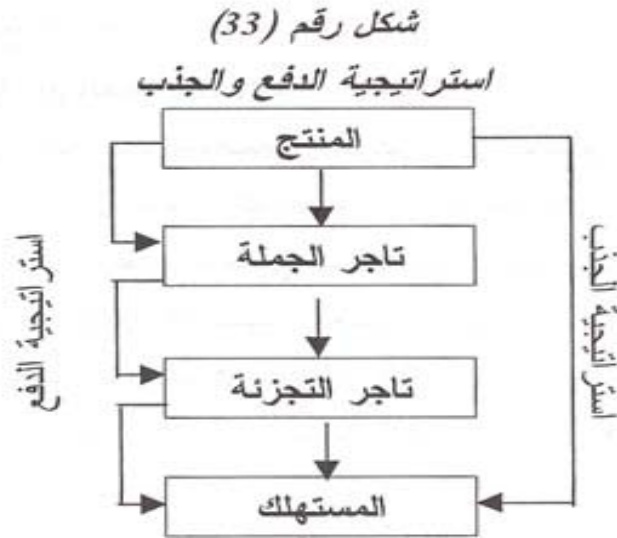 شكل رقم (33)
استراتيجية الدفع والجذب
المنتج
تاجر الجملة
تاجر التجزئة
المستهلك
استراتيجية الجذب
استراتيجية الدفع